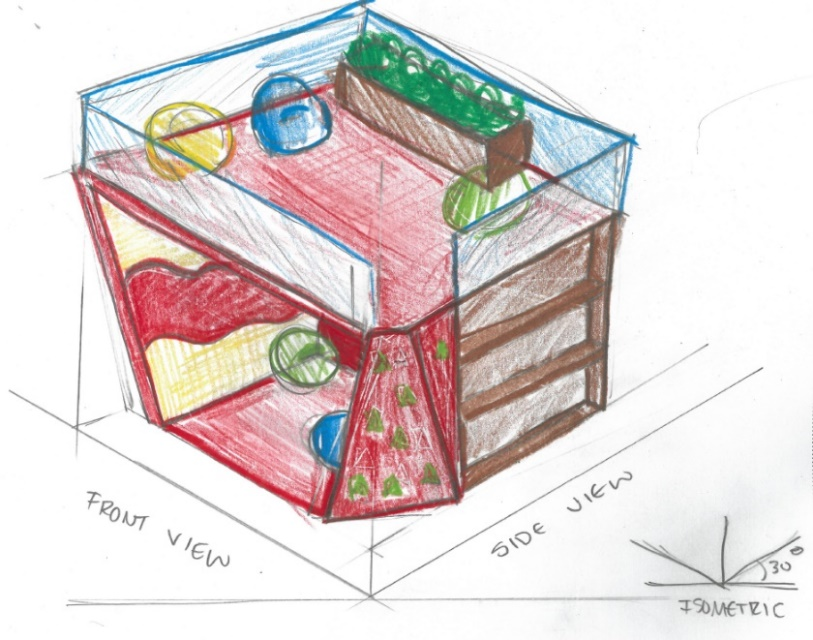 FRONT VIEW
SIDE VIEW
30°
ISOMETRIC